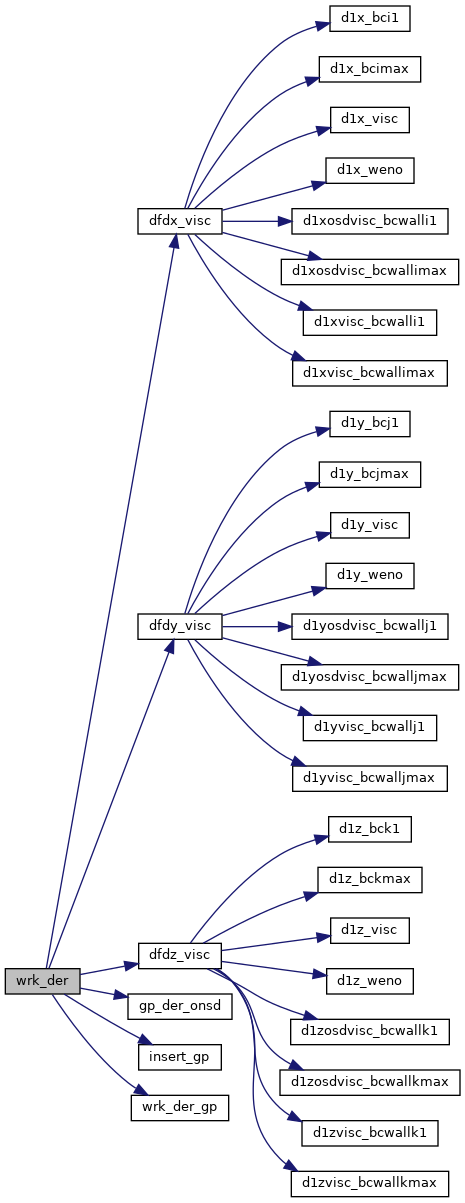 d1x_bci1
d1x_bcimax
d1x_visc
d1x_weno
dfdx_visc
d1xosdvisc_bcwalli1
d1xosdvisc_bcwallimax
d1xvisc_bcwalli1
d1xvisc_bcwallimax
d1y_bcj1
d1y_bcjmax
d1y_visc
d1y_weno
dfdy_visc
d1yosdvisc_bcwallj1
d1yosdvisc_bcwalljmax
d1yvisc_bcwallj1
d1yvisc_bcwalljmax
d1z_bck1
d1z_bckmax
d1z_visc
dfdz_visc
d1z_weno
wrk_der
gp_der_onsd
d1zosdvisc_bcwallk1
insert_gp
d1zosdvisc_bcwallkmax
wrk_der_gp
d1zvisc_bcwallk1
d1zvisc_bcwallkmax